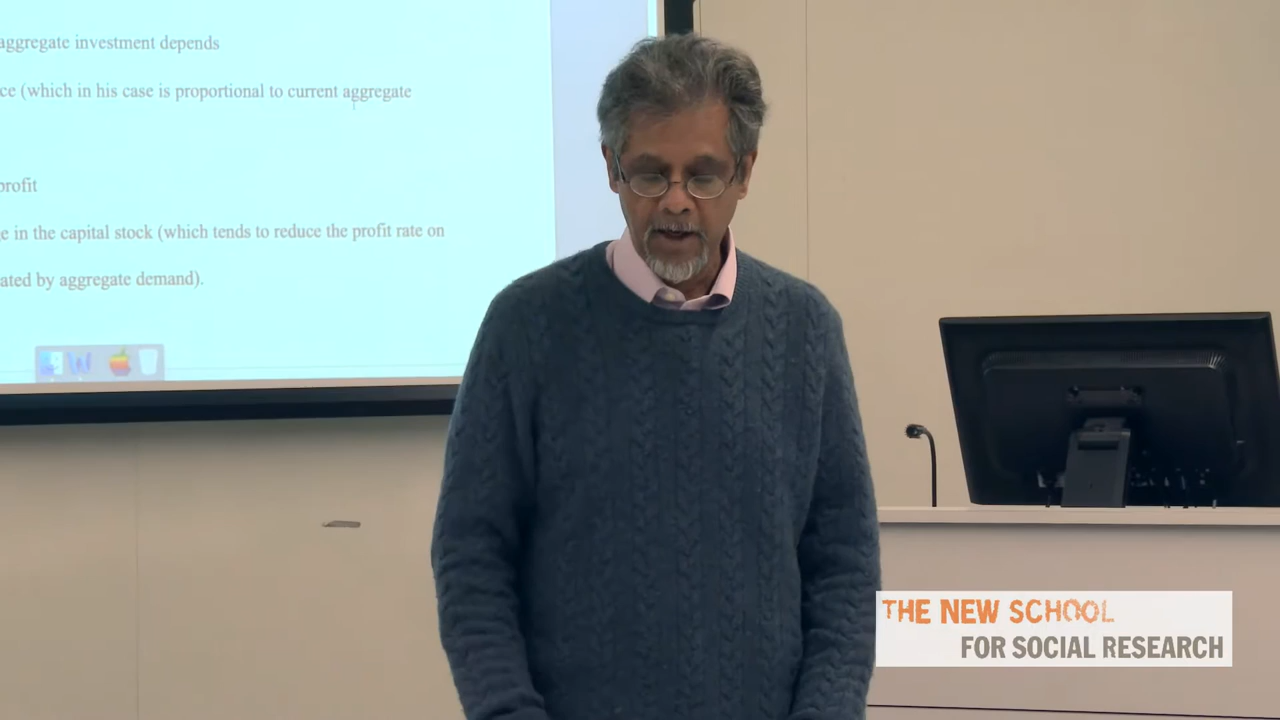 aggregate investment depends
ce (which in his case is proportional to current aggregate
profit
e in the capital stock (which tends to reduce the profit rate on
ated by aggregate demand).
THE NEW SCHOOL
FOR SOCIAL RESEARCH